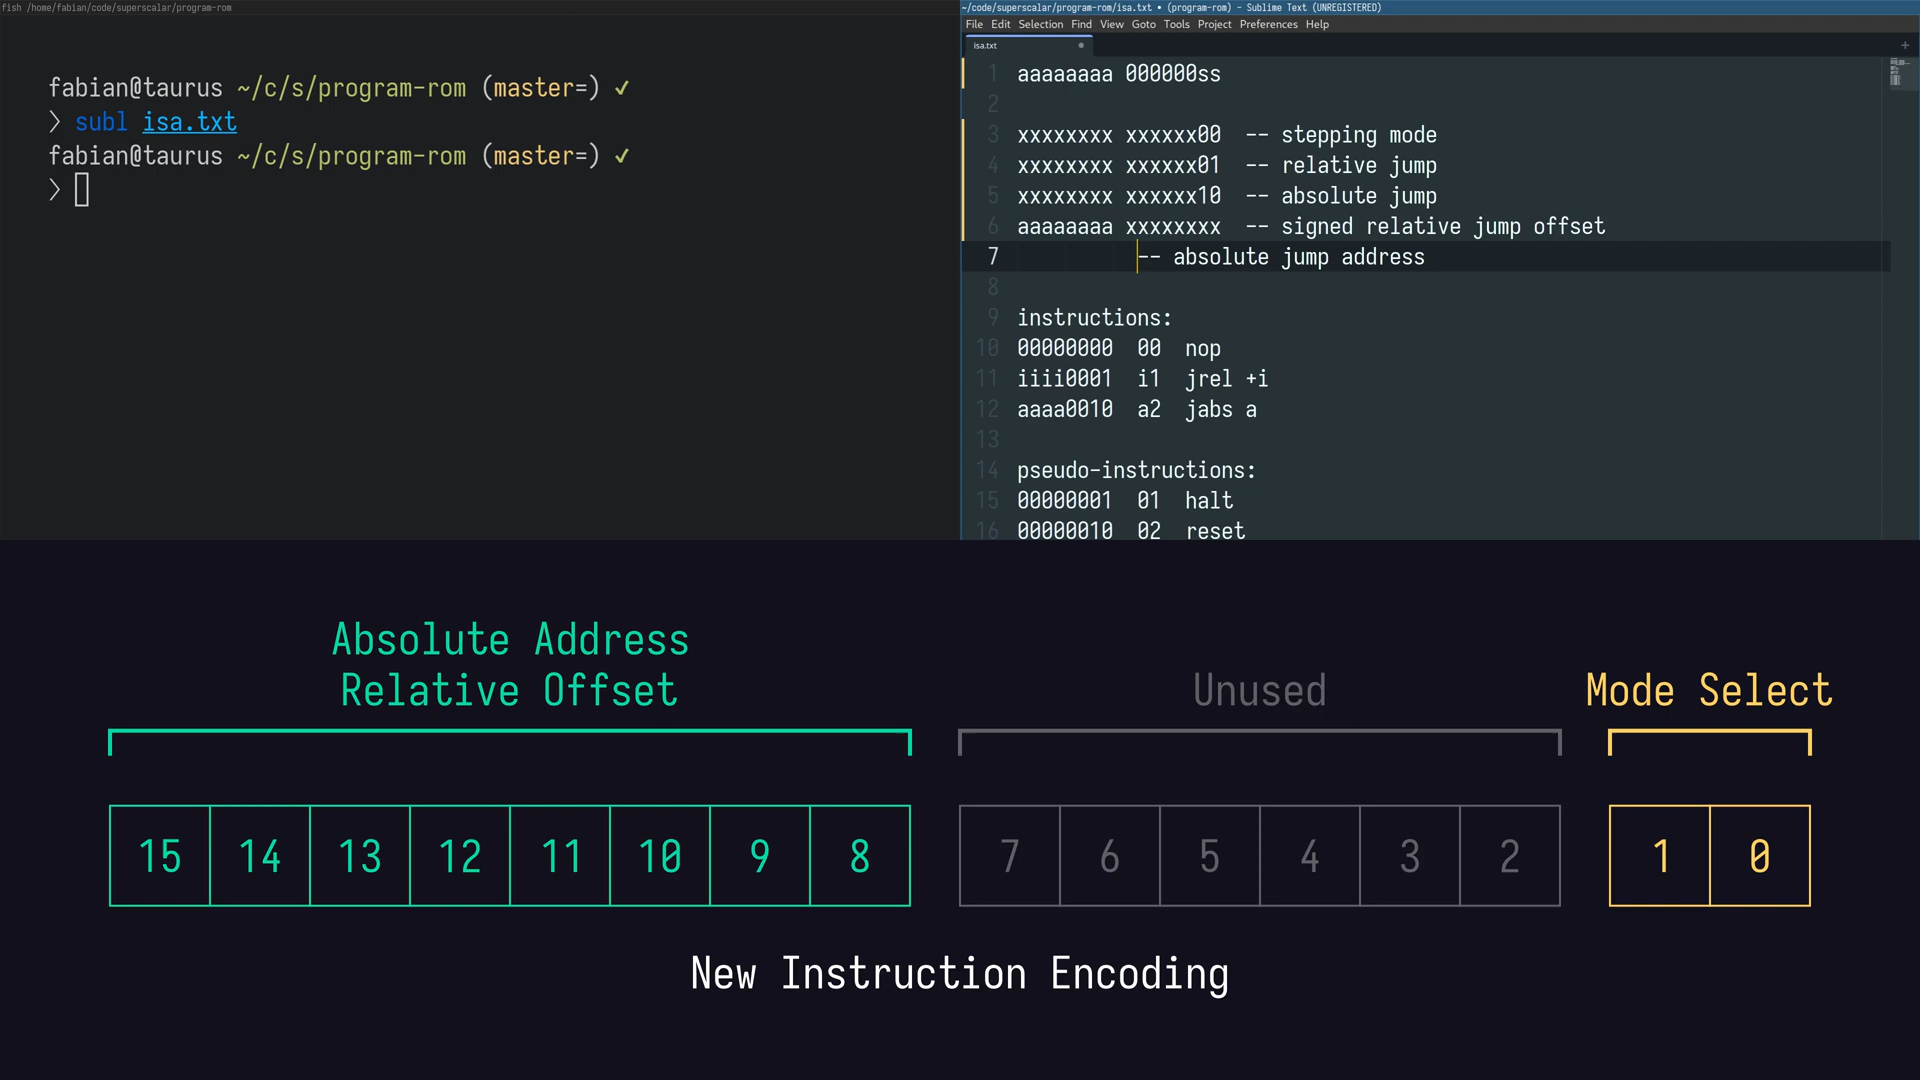 fish /home/fabian/code/superscalar/program-rom
fabian@taurus ~/c/s/program-rom (master=) ✓
> subl isa.txt
fabian@taurus ~/c/s/program-rom (master=) ✓
>
~/code/superscalar/program-rom/isa.txt • (program-rom) - Sublime Text (UNREGISTERED)
File Edit Selection Find View Goto Tools Project Preferences Help
isa.txt
1 aaaaaaaa 000000ss
2
3 xxxxxxxx xxxxxx00 -- stepping mode
4 xxxxxxxx xxxxxx01 -- relative jump
5 xxxxxxxx xxxxxx10 -- absolute jump
6 aaaaaaaa xxxxxxxx -- signed relative jump offset
7 -- absolute jump address
8
9 instructions:
10 00000000 00 nop
11 iiii0001 i1 jrel +i
12 aaaa0010 a2 jabs a
13
14 pseudo-instructions:
15 00000001 01 halt
16 00000010 02 reset
Absolute Address
Relative Offset
Unused
Mode Select
15 14 13 12 11 10 9 8 7 6 5 4 3 2 1 0
New Instruction Encoding